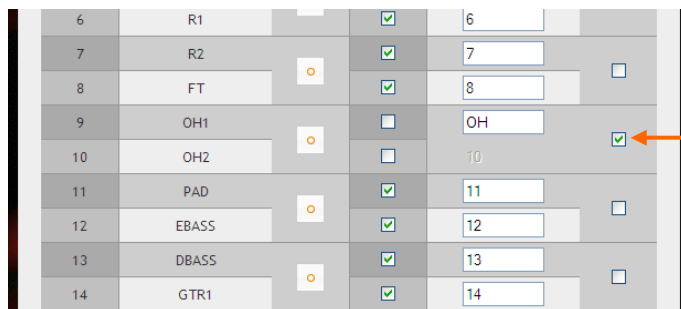 6 R1 6
7 R2 7
8 FT 8
9 OH1 OH
10 OH2 10
11 PAD 11
12 EBASS 12
13 DBASS 13
14 GTR1 14